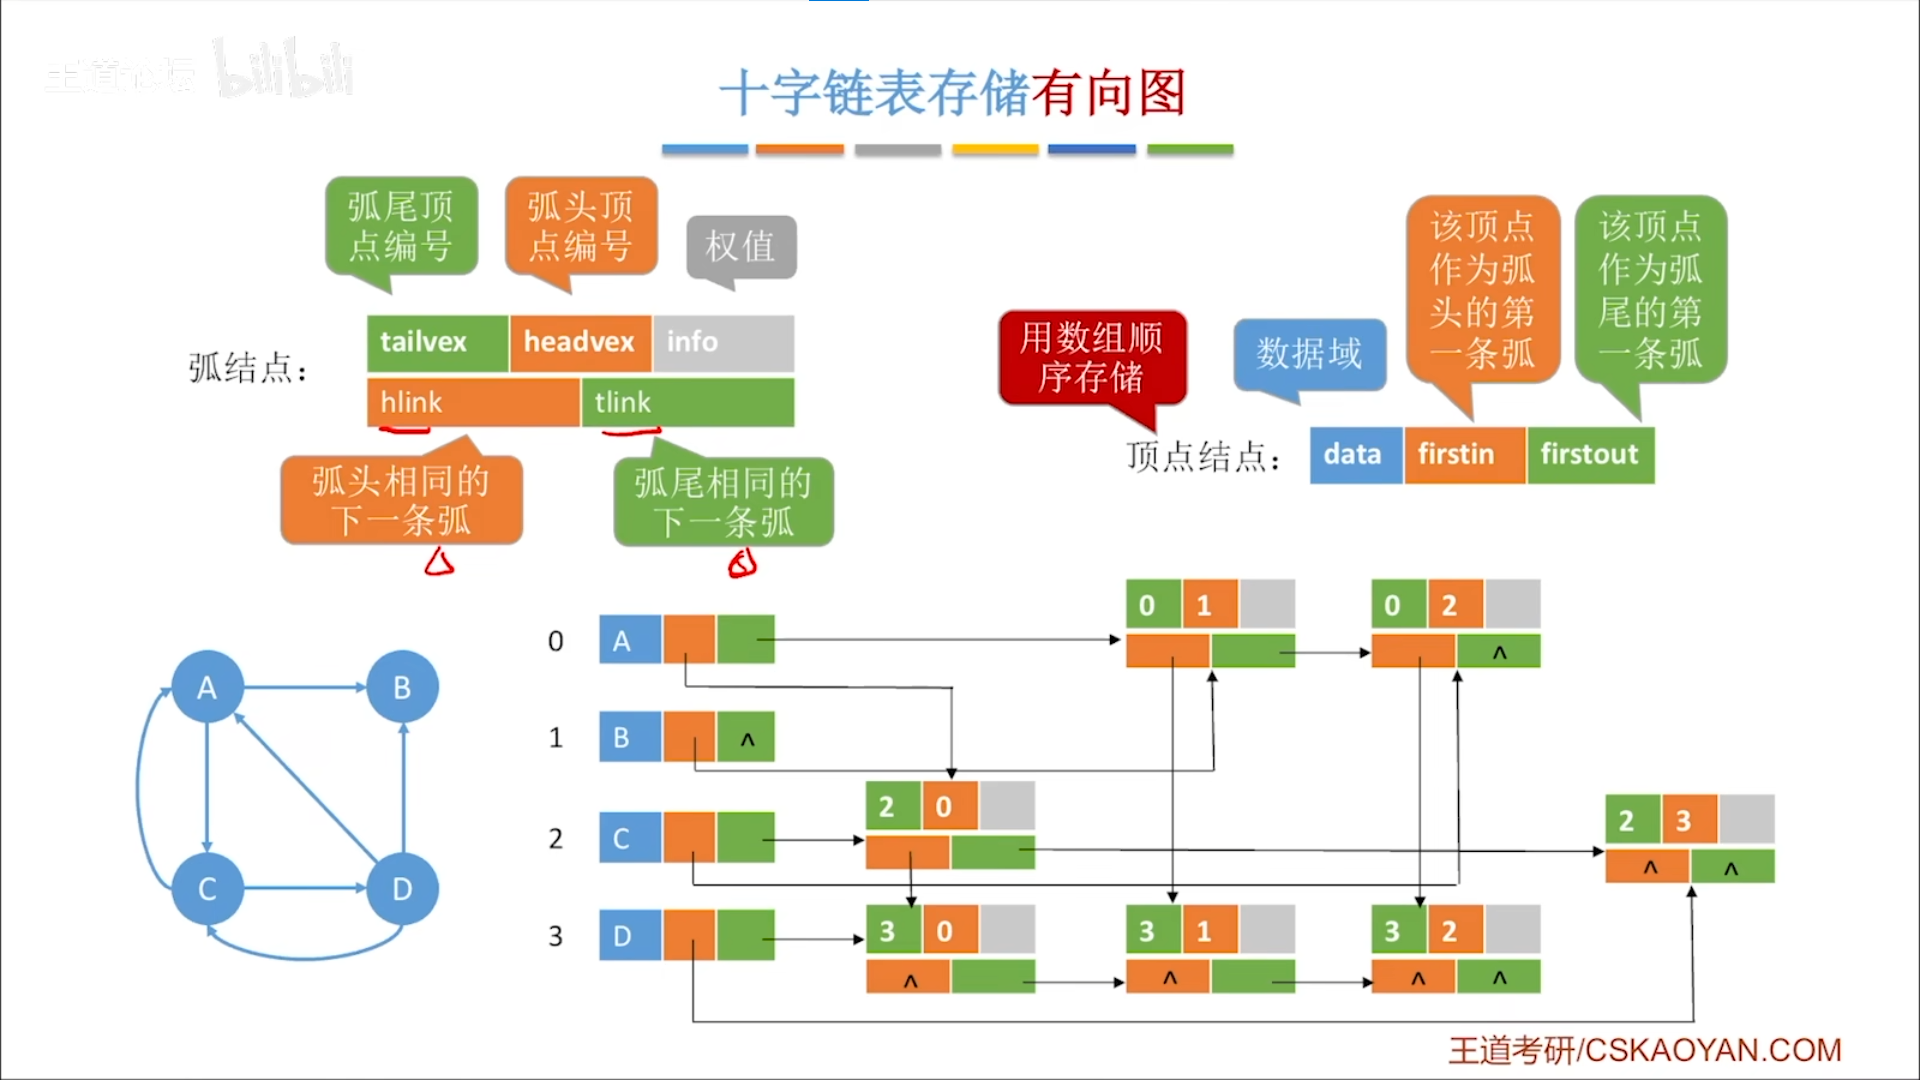 王道论坛 bilibili
十字链表存储有向图
弧尾顶
点编号
弧头顶
点编号
权值
弧结点：
tailvex headvex info
hlink tlink
弧头相同的
下一条弧
弧尾相同的
下一条弧
用数组顺
序存储
数据域
该顶点
作为弧
头的第
一条弧
该顶点
作为弧
尾的第
一条弧
顶点结点：
data firstin firstout
A B
C D
0 A
1 B ^
2 C
3 D
0 1
0 2
^
2 0
2 3
^ ^
3 0
^
3 1
^
3 2
^ ^
王道考研/CSKAOYAN.COM